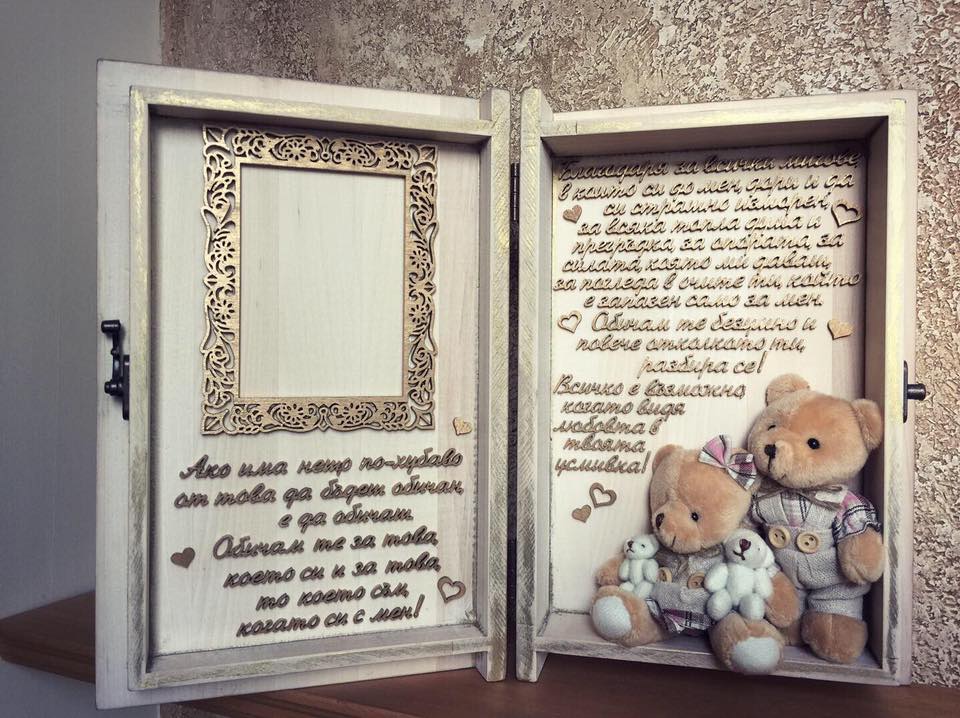 Ако има нещо по-хубаво
от това да бъдеш обичан,
е да обичаш.
Обичам те за това,
което си и за това,
то което съм,
когато си с мен!
Благодаря за всички мигове,
в които си до мен, дори и да
си страшно изморен,
за всяка топла дума и
прегръдка, за опората, за
силата, която ми даваш,
за погледа в очите ти, който
е запазен само за мен.
Обичам те безумно и
повече отколкото ти,
разбира се!
Всичко е възможно,
когато видя
любовта в
твоята
усмивка!